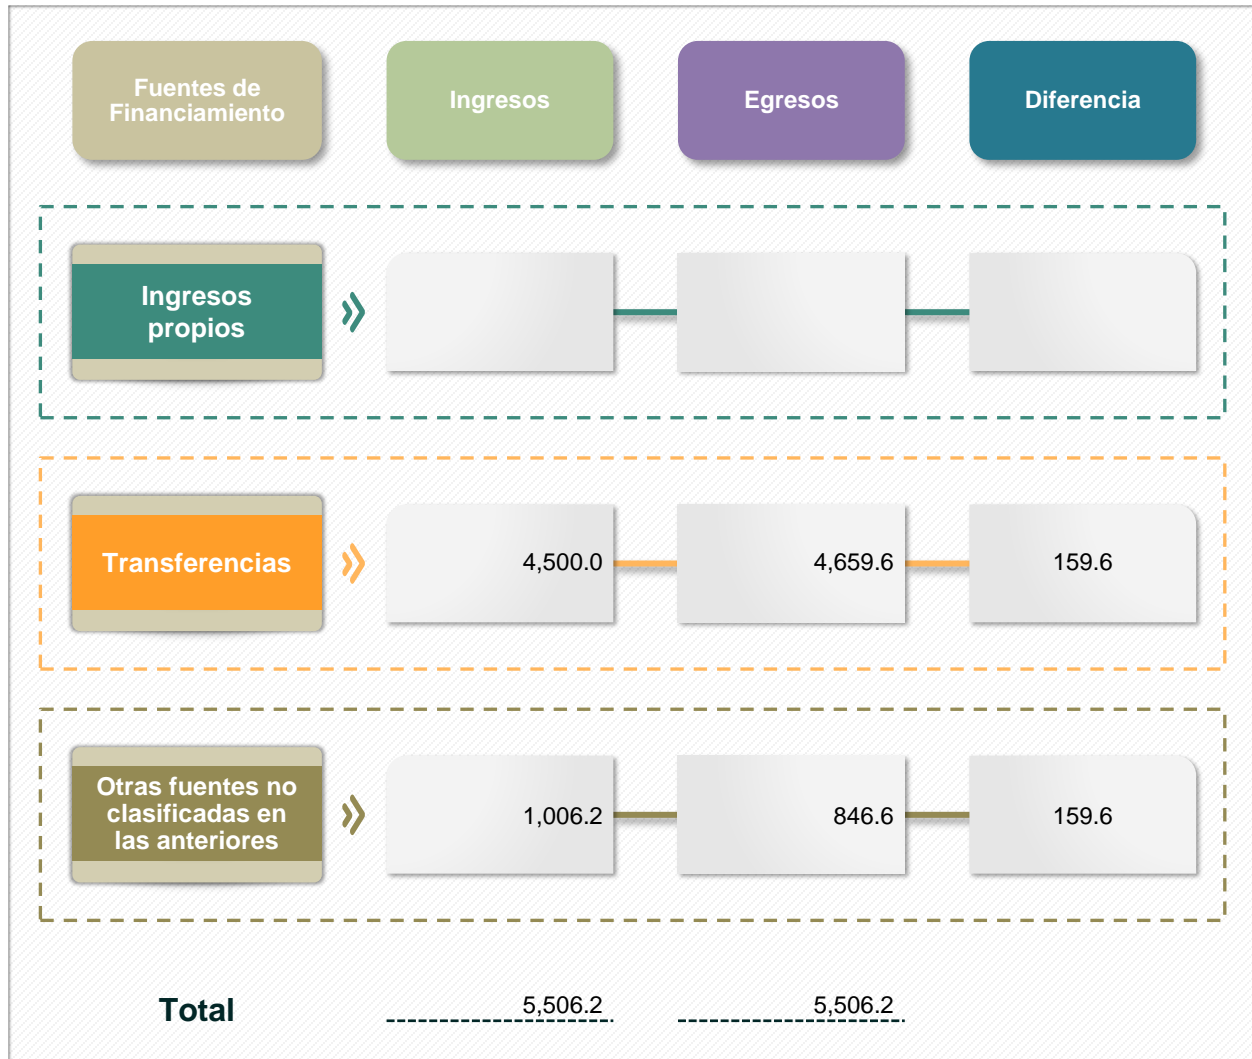 Fuentes de
Financiamiento
Ingresos
Egresos
Diferencia
Ingresos
propios
Transferencias
4,500.0
4,659.6
159.6
Otras fuentes no
clasificadas en
las anteriores
1,006.2
846.6
159.6
Total
5,506.2
5,506.2